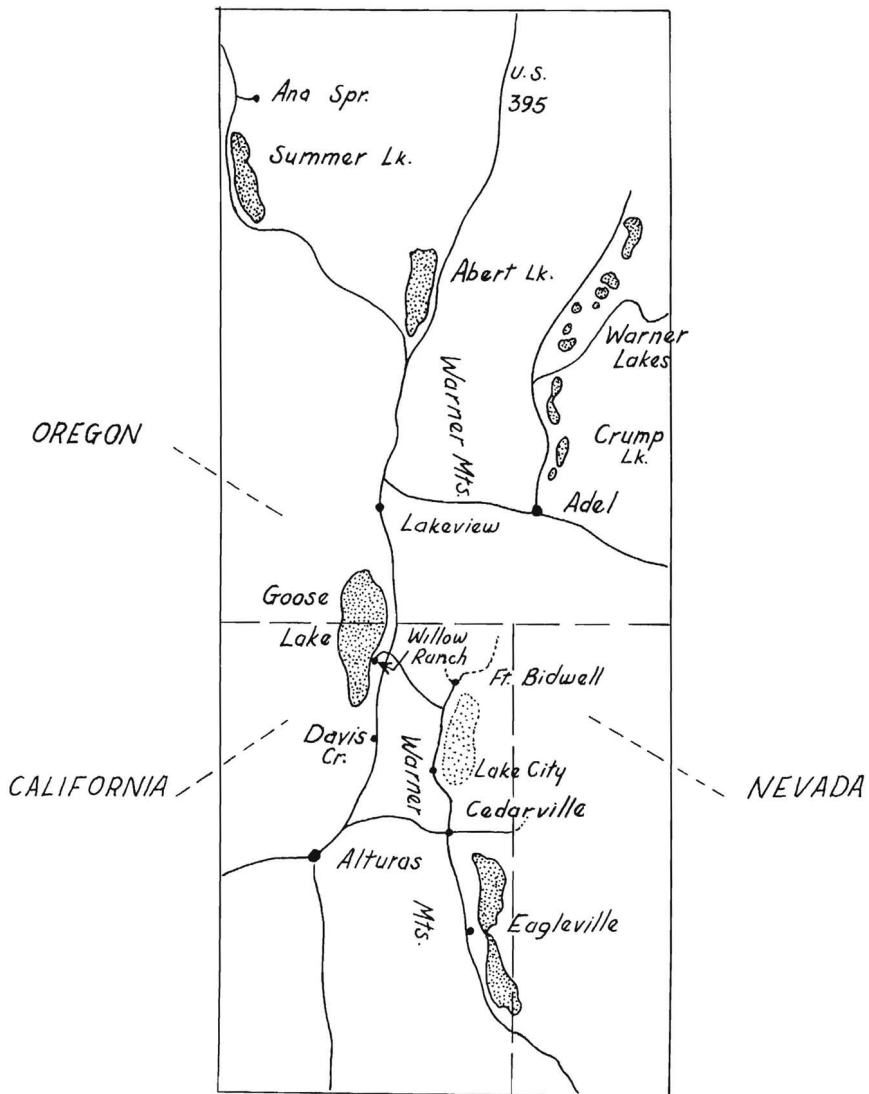 Ana Spr.
U.S.
395
Summer Lk.
Abert Lk.
Warner
Lakes
Warner Mts.
Crump
Lk.
OREGON
Adel
Lakeview
Goose
Lake
Willow
Ranch
Ft. Bidwell
Davis
Cr.
Warner
Mts.
Lake City
CALIFORNIA
NEVADA
Cedarville
Alturas
Eagleville